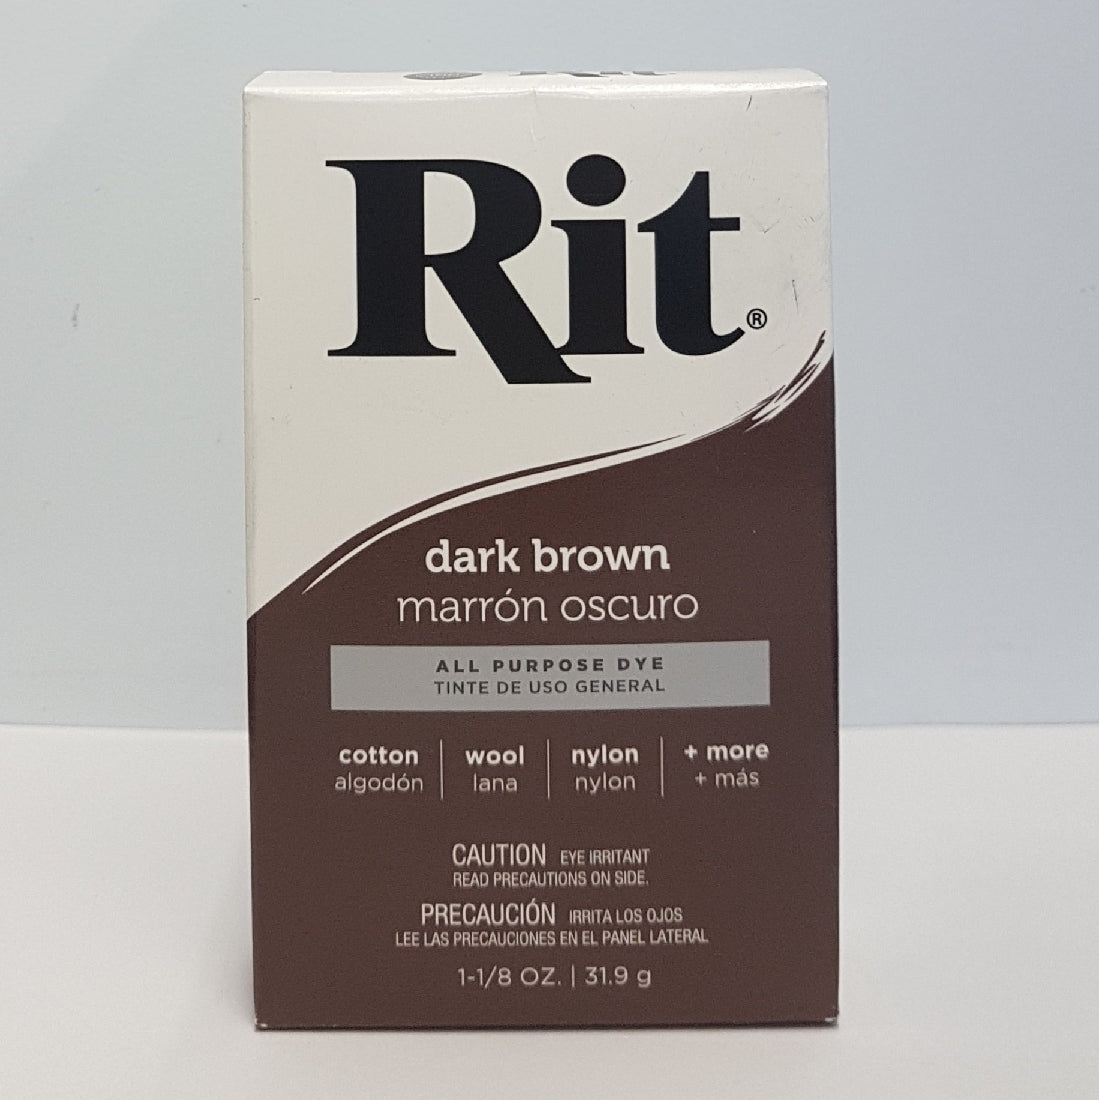 Rit®
dark brown
marrón oscuro
ALL PURPOSE DYE
TINTE DE USO GENERAL
cotton
algodón
wool
lana
nylon
nylon
+ more
+ más
CAUTION EYE IRRITANT
READ PRECAUTIONS ON SIDE.
PRECAUCIÓN IRRITA LOS OJOS
LEE LAS PRECAUCIONES EN EL PANEL LATERAL
1-1/8 OZ. | 31.9 g